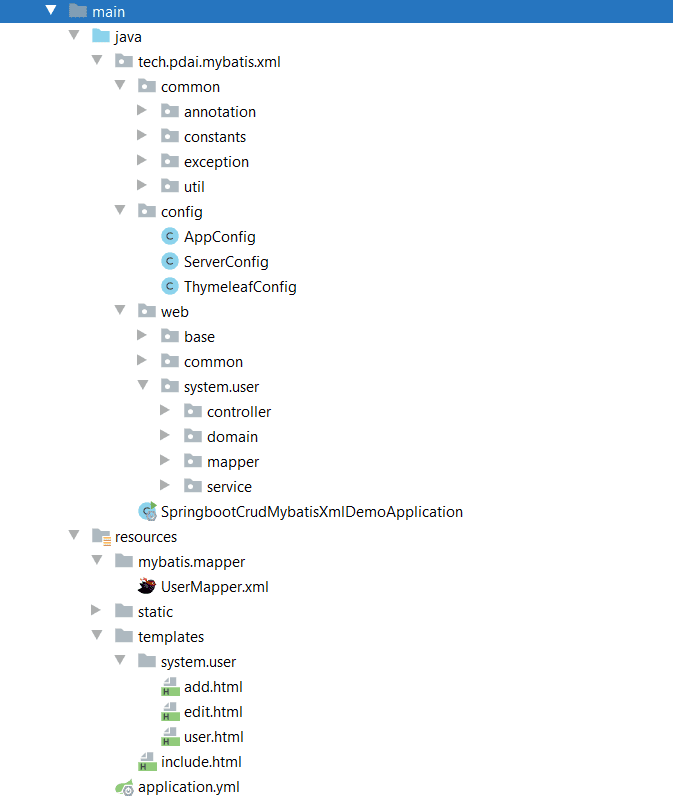 main
java
tech.pdai.mybatis.xml
common
annotation
constants
exception
util
config
C AppConfig
C ServerConfig
C ThymeleafConfig
web
base
common
system.user
controller
domain
mapper
service
C SpringbootCrudMybatisXmlDemoApplication
resources
mybatis.mapper
UserMapper.xml
static
templates
system.user
H add.html
H edit.html
H user.html
H include.html
application.yml